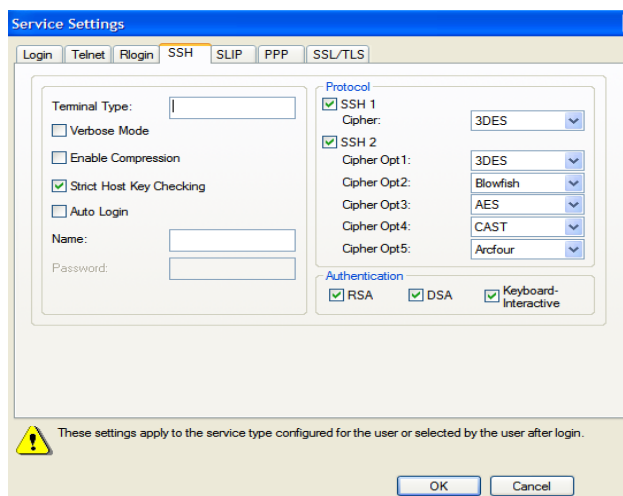 Service Settings
Login Telnet Rlogin SSH SLIP PPP SSL/TLS
Terminal Type:
Verbose Mode
Enable Compression
Strict Host Key Checking
Auto Login
Name:
Password:
Protocol
SSH 1
Cipher: 3DES
SSH 2
Cipher Opt1: 3DES
Cipher Opt2: Blowfish
Cipher Opt3: AES
Cipher Opt4: CAST
Cipher Opt5: Arcfour
Authentication
RSA DSA Keyboard-
Interactive
These settings apply to the service type configured for the user or selected by the user after login.
OK Cancel